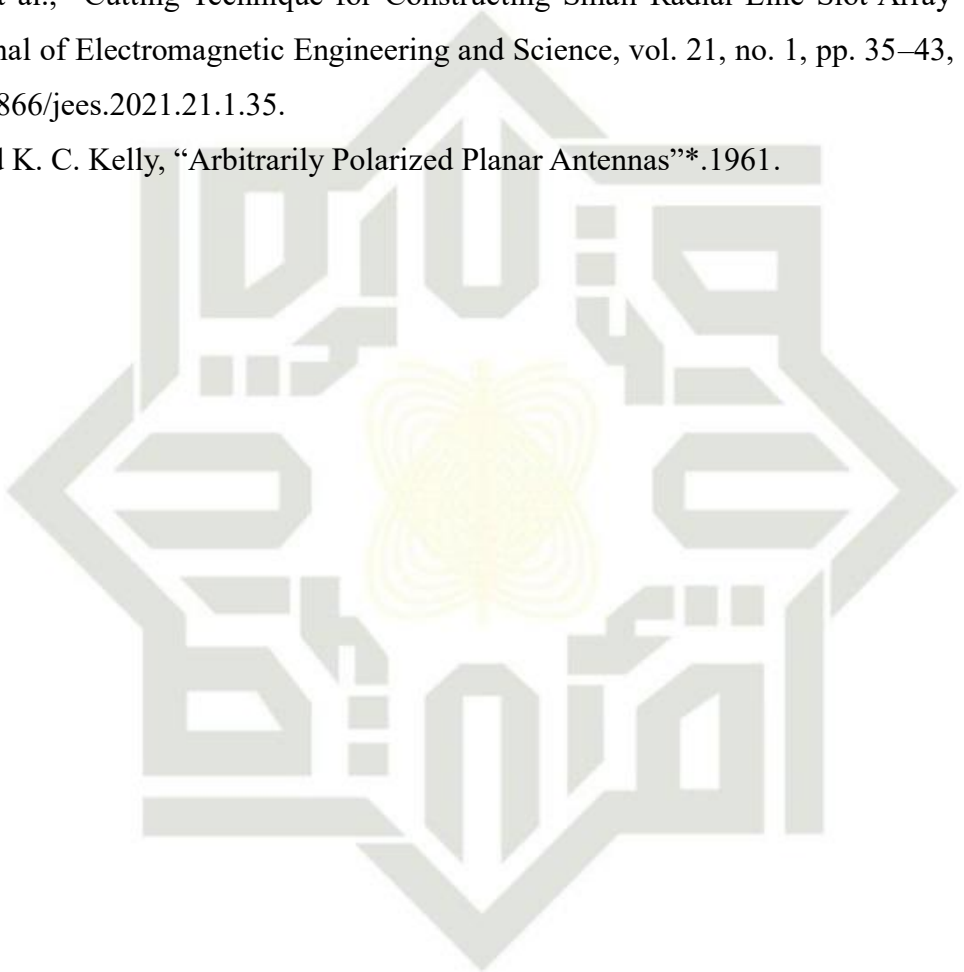 et al., “Cutting Technique for Constructing Small Radial Line Slot Array
nal of Electromagnetic Engineering and Science, vol. 21, no. 1, pp. 35–43,
866/jees.2021.21.1.35.
d K. C. Kelly, “Arbitrarily Polarized Planar Antennas”*.1961.